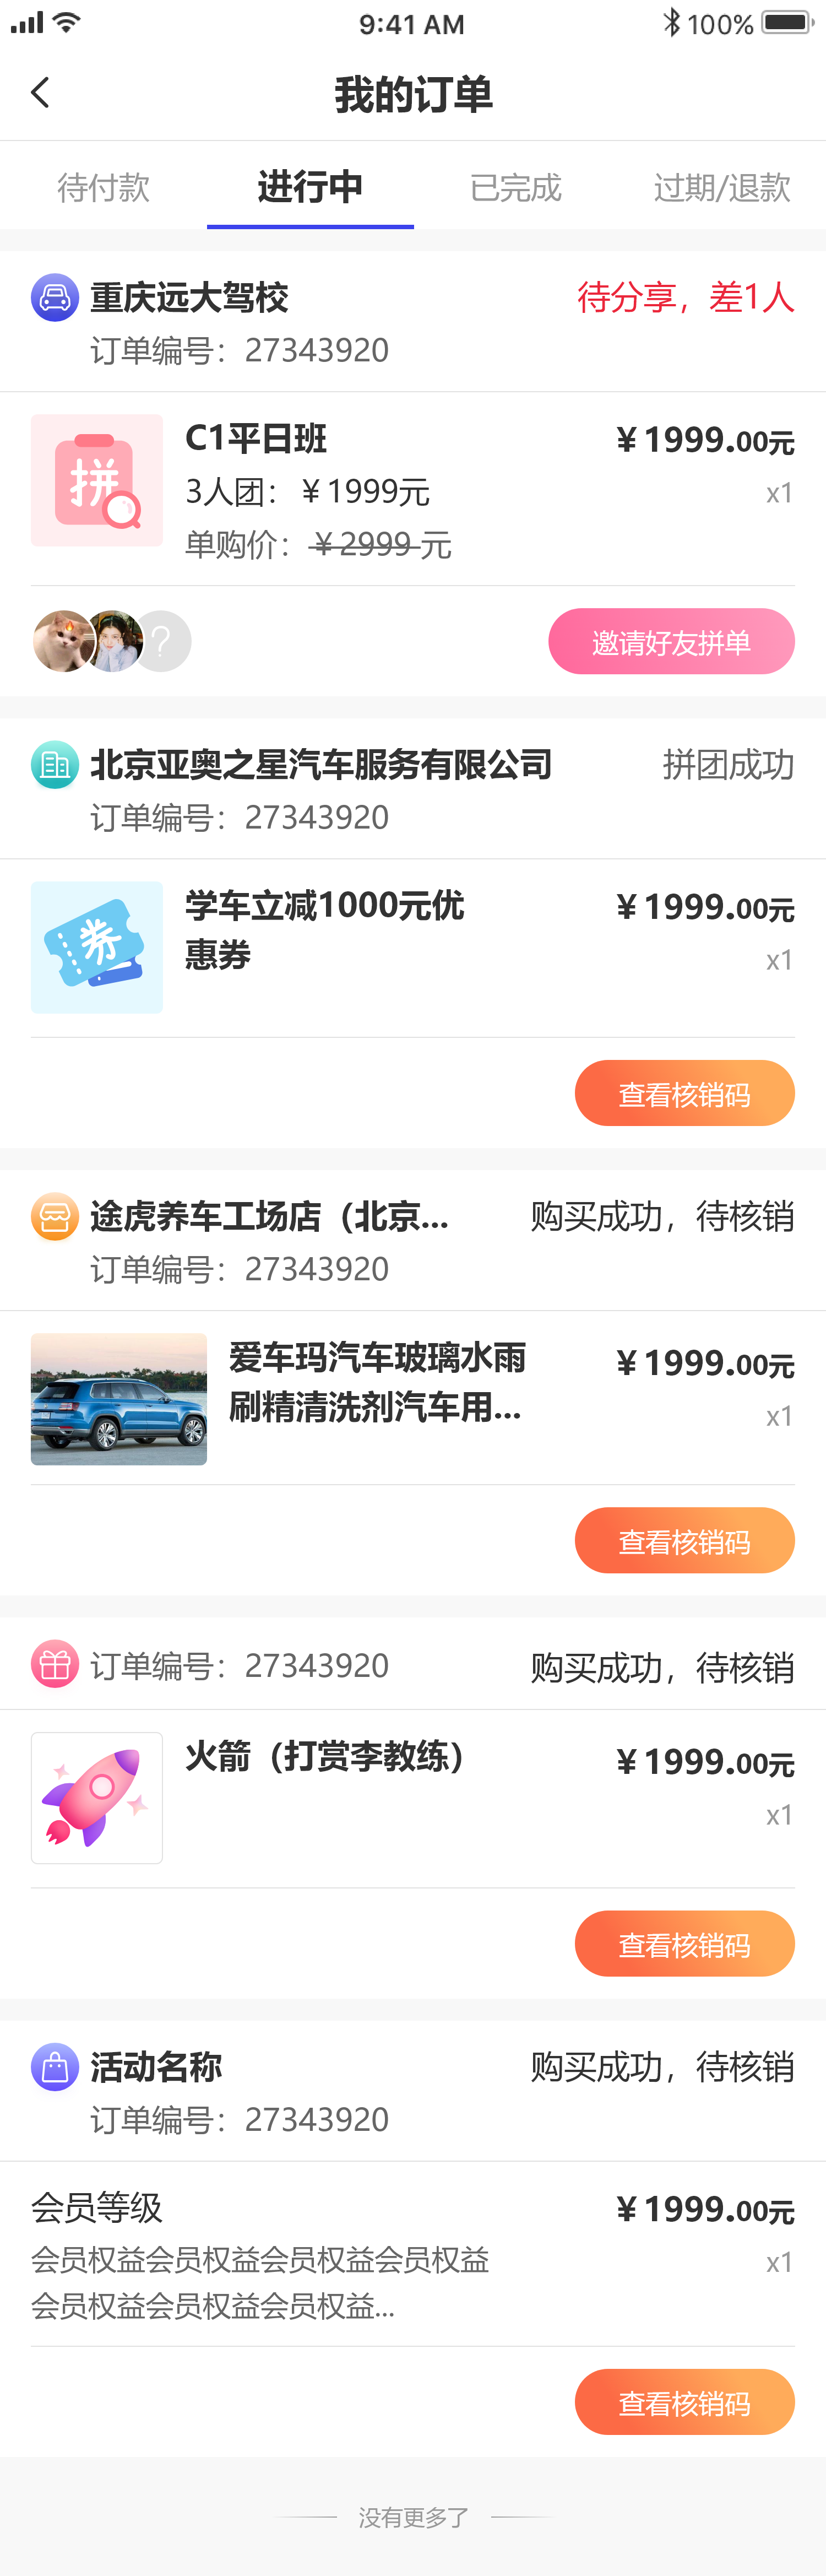 9:41 AM
100%
我的订单
待付款
进行中
已完成
过期/退款
重庆远大驾校
待分享，差1人
订单编号：27343920
拼
C1平日班
¥1999.00元
3人团：¥1999元
x1
单购价：¥2999 元
?
邀请好友拼单
北京亚奥之星汽车服务有限公司
拼团成功
订单编号：27343920
券
学车立减1000元优
惠券
¥1999.00元
x1
查看核销码
途虎养车工场店（北京...
购买成功，待核销
订单编号：27343920
爱车玛汽车玻璃水雨
刷精清洗剂汽车用...
¥1999.00元
x1
查看核销码
订单编号：27343920
购买成功，待核销
火箭（打赏李教练）
¥1999.00元
x1
查看核销码
活动名称
购买成功，待核销
订单编号：27343920
会员等级
¥1999.00元
会员权益会员权益会员权益会员权益
x1
会员权益会员权益会员权益...
查看核销码
没有更多了